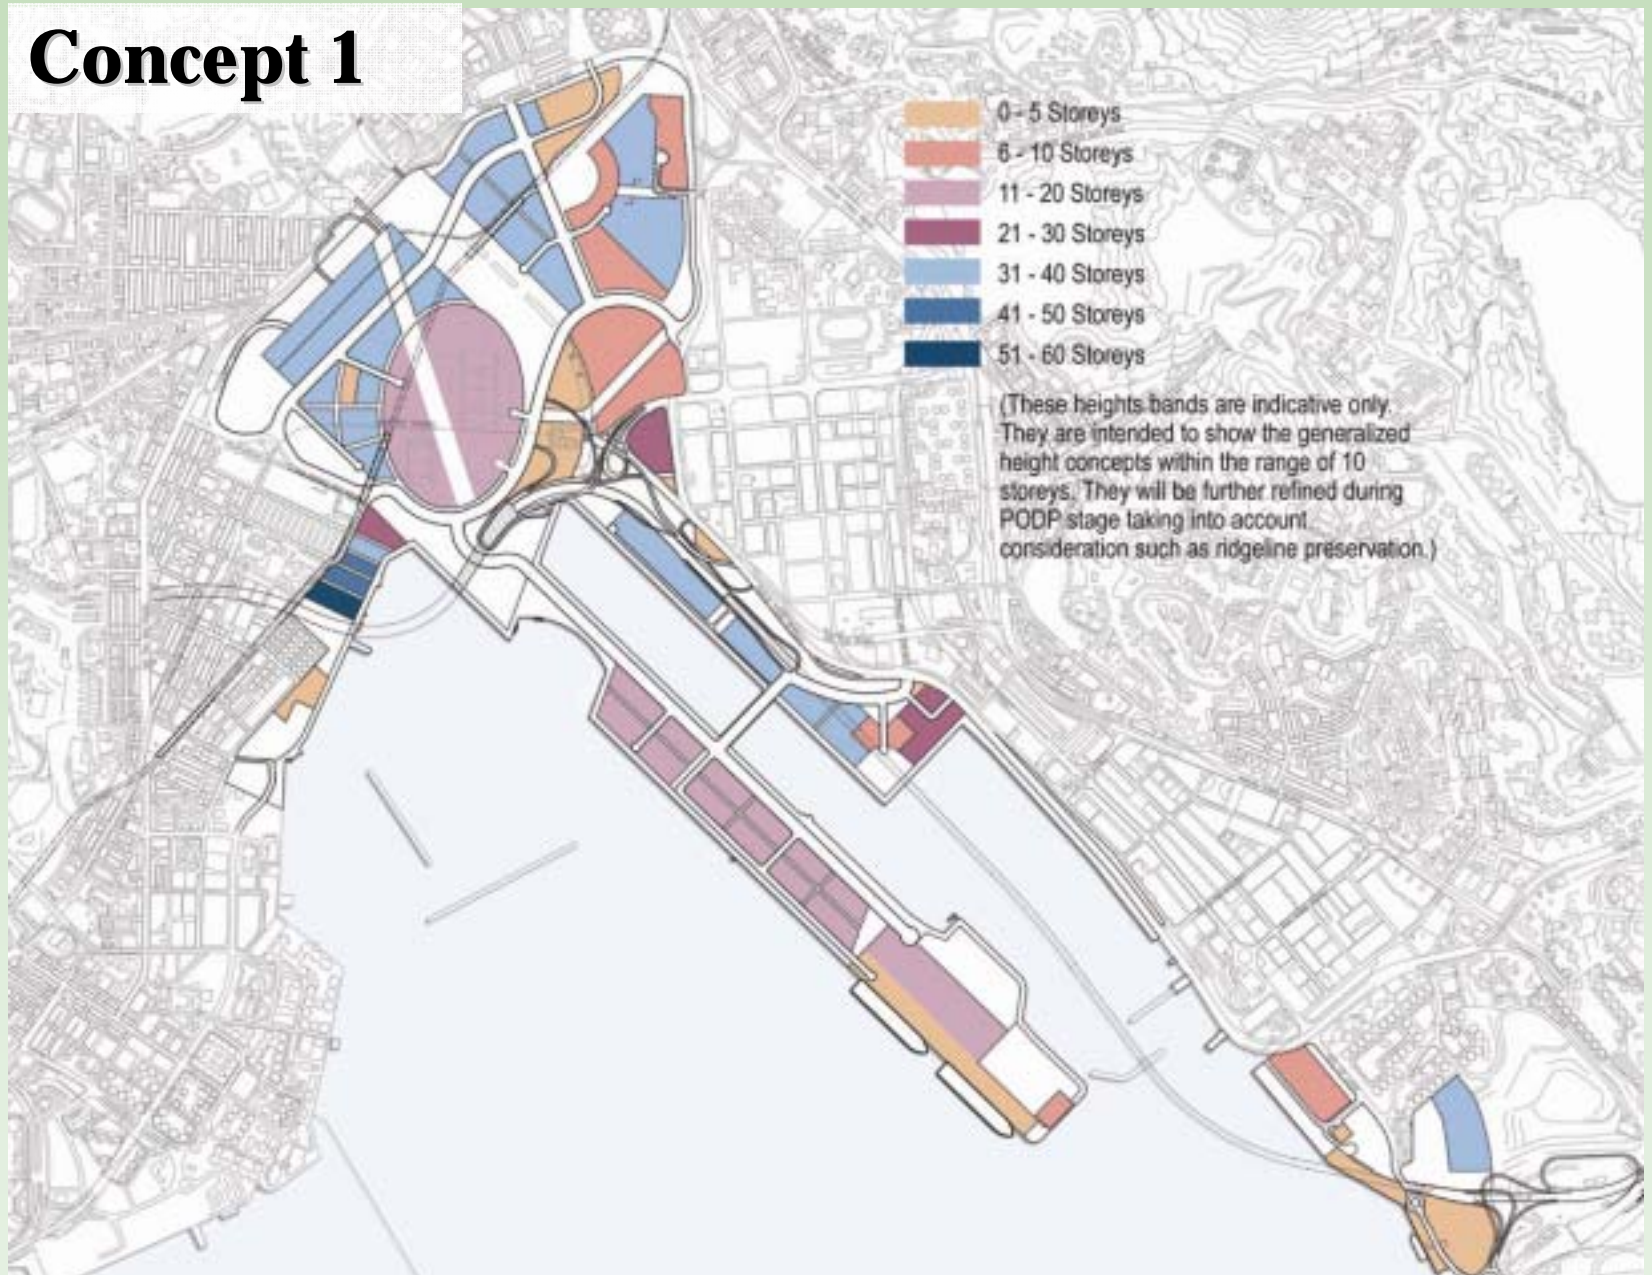 Concept 1
0 - 5 Storeys
6 - 10 Storeys
11 - 20 Storeys
21 - 30 Storeys
31 - 40 Storeys
41 - 50 Storeys
51 - 60 Storeys
(These heights bands are indicative only.
They are intended to show the generalized
height concepts within the range of 10
storeys. They will be further refined during
PODP stage taking into account
consideration such as ridgeline preservation.)